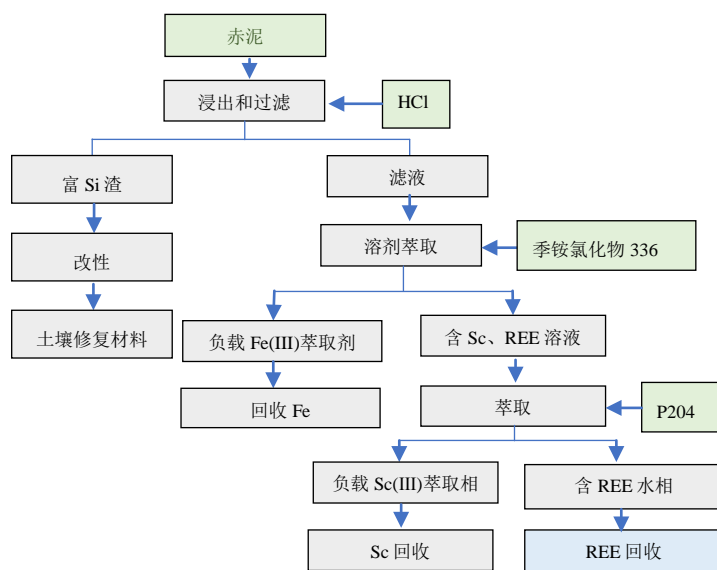 赤泥
浸出和过滤
HCl
富 Si 渣
滤液
改性
溶剂萃取
季铵氯化物 336
土壤修复材料
负载 Fe(III)萃取剂
含 Sc、REE 溶液
回收 Fe
萃取
P204
负载 Sc(III)萃取相
含 REE 水相
Sc 回收
REE 回收